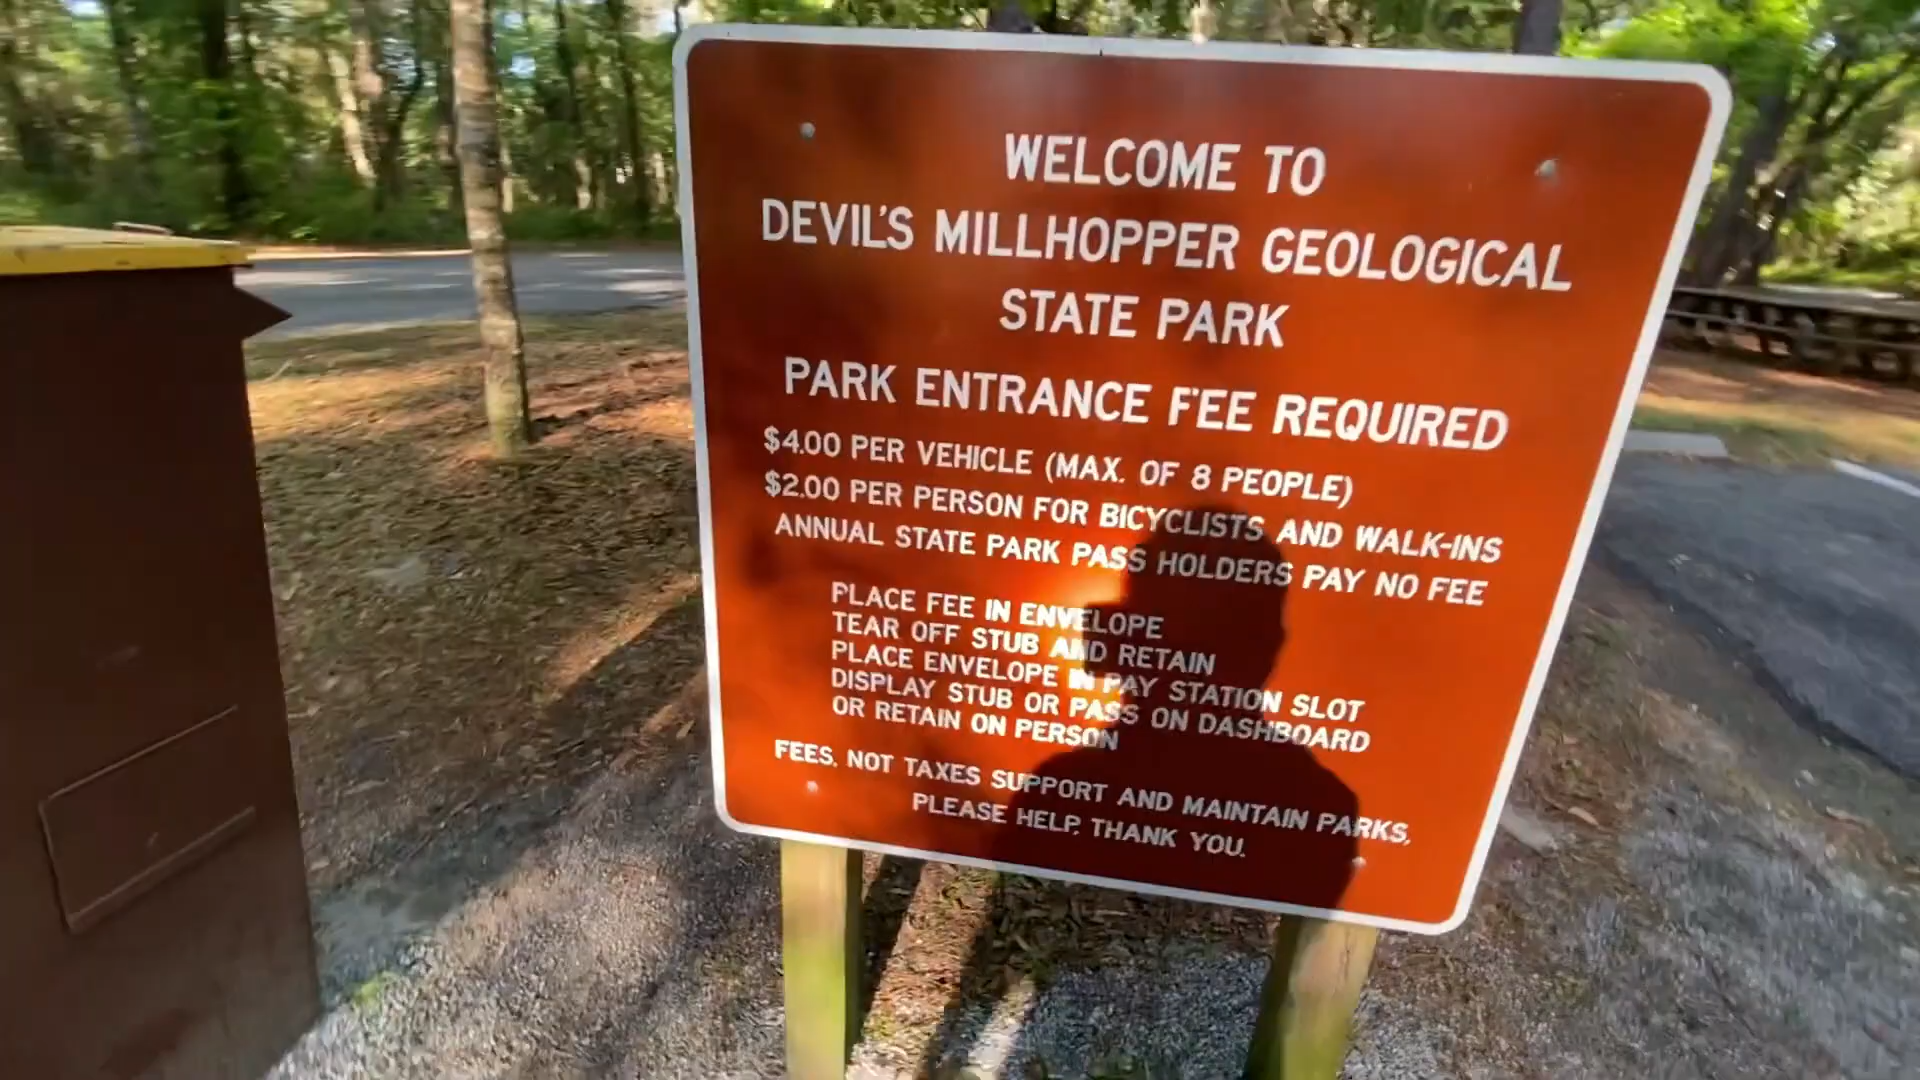 WELCOME TO
DEVIL'S MILLHOPPER GEOLOGICAL
STATE PARK
PARK ENTRANCE FEE REQUIRED
$4.00 PER VEHICLE (MAX. OF 8 PEOPLE)
$2.00 PER PERSON FOR BICYCLISTS AND WALK-INS
ANNUAL STATE PARK PASS HOLDERS PAY NO FEE
PLACE FEE IN ENVELOPE
TEAR OFF STUB AND RETAIN
PLACE ENVELOPE IN PAY STATION SLOT
DISPLAY STUB OR PASS ON DASHBOARD
OR RETAIN ON PERSON
FEES, NOT TAXES SUPPORT AND MAINTAIN PARKS,
PLEASE HELP. THANK YOU.